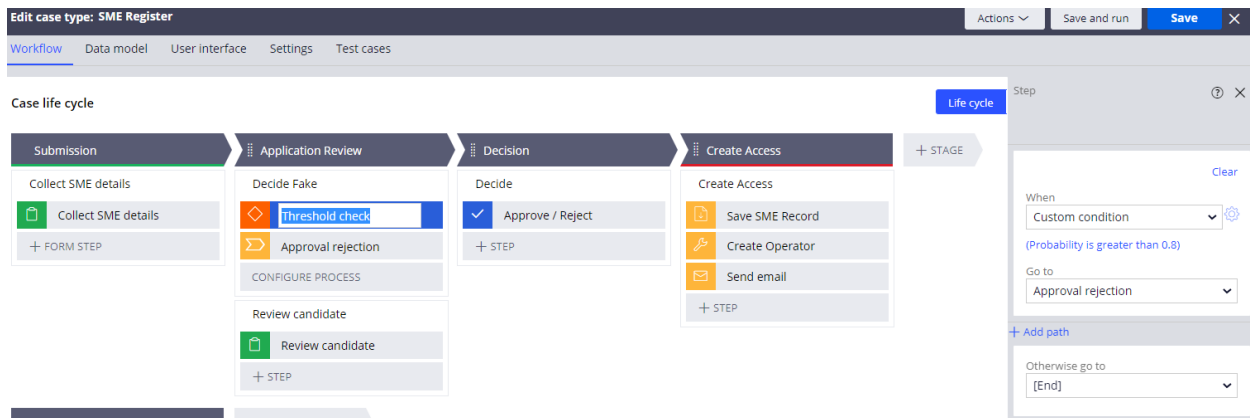 Edit case type: SME Register
Actions
Save and run
Save
Workflow
Data model
User interface
Settings
Test cases
Case life cycle
Life cycle
Submission
Application Review
Decision
Create Access
+ STAGE
Collect SME details
Collect SME details
+ FORM STEP
Decide Fake
Threshold check
Approval rejection
CONFIGURE PROCESS
Review candidate
Review candidate
+ STEP
Decide
Approve / Reject
+ STEP
Create Access
Save SME Record
Create Operator
Send email
+ STEP
Step
Clear
When
Custom condition
(Probability is greater than 0.8)
Go to
Approval rejection
+ Add path
Otherwise go to
[End]